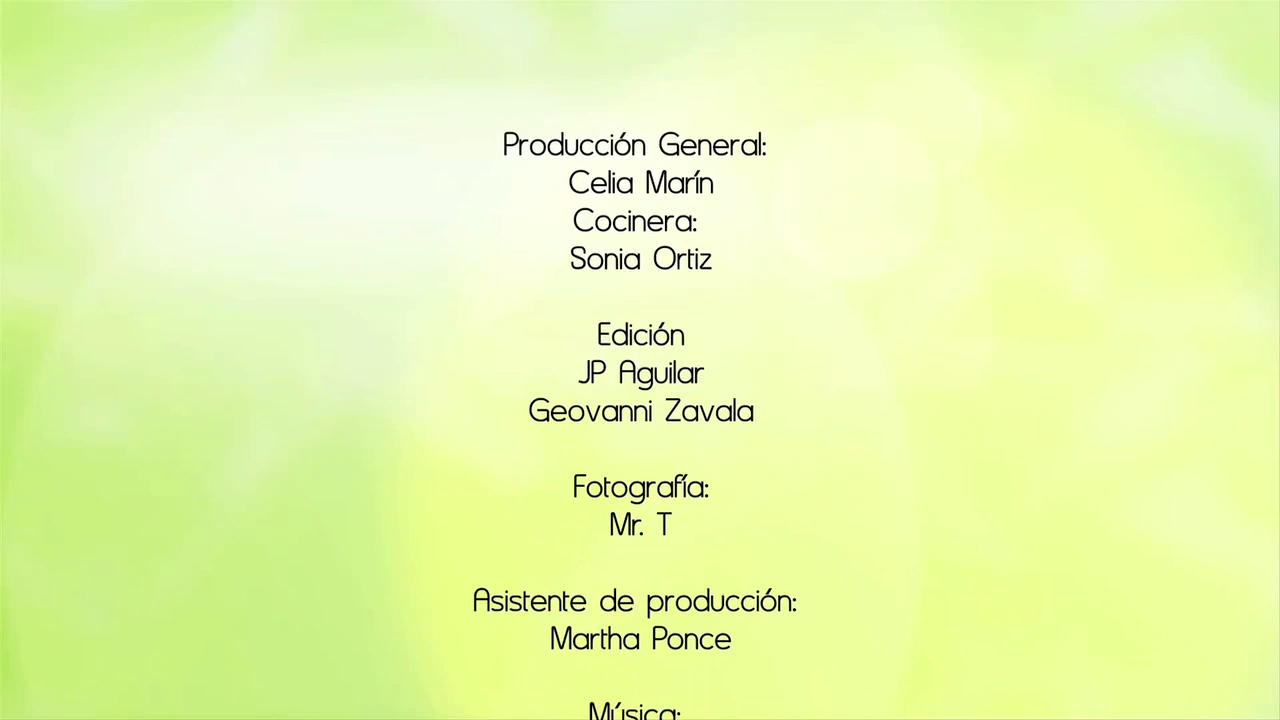 Producción General:
Celia Marín
Cocinera:
Sonia Ortiz
Edición
JP Aguilar
Geovanni Zavala
Fotografía:
Mr. T
Asistente de producción:
Martha Ponce
Música: